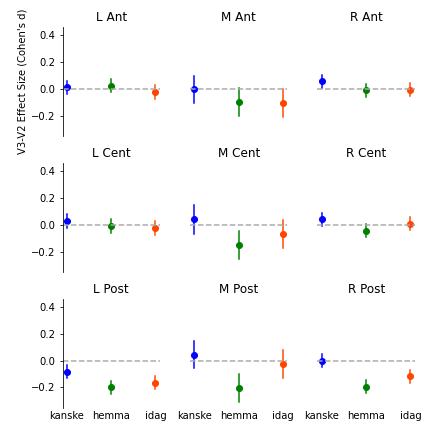 L Ant M Ant R Ant
V3-V2 Effect Size (Cohen's d)
0.4
0.2
0.0
−0.2
L Cent M Cent R Cent
0.4
0.2
0.0
−0.2
L Post M Post R Post
0.4
0.2
0.0
−0.2
kanske hemma idag kanske hemma idag kanske hemma idag